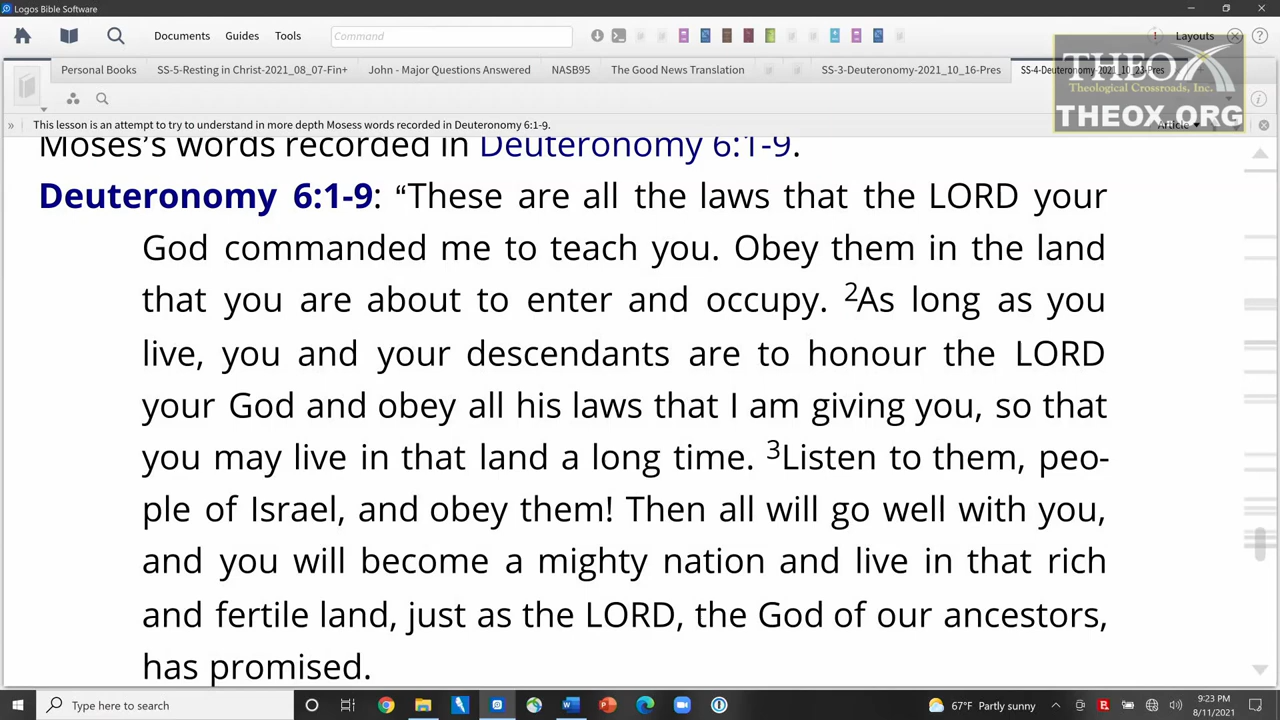 Logos Bible Software
Documents Guides Tools Command Layouts
Personal Books SS-5-Resting in Christ-2021_08_07-Fin+ Answered NASB95 The Good News Translation SS-3-Deuteronomy-2021_10_16-Pres SS-4-Deuteronomy-2021_10_23-Pres
THEOX
Theological Crossroads, Inc.
THEOX.ORG
This lesson is an attempt to try to understand in more depth Mosess words recorded in Deuteronomy 6:1-9. Article
Moses’s words recorded in Deuteronomy 6:1-9.
Deuteronomy 6:1-9: “These are all the laws that the LORD your
God commanded me to teach you. Obey them in the land
that you are about to enter and occupy. 2As long as you
live, you and your descendants are to honour the LORD
your God and obey all his laws that I am giving you, so that
you may live in that land a long time. 3Listen to them, peo-
ple of Israel, and obey them! Then all will go well with you,
and you will become a mighty nation and live in that rich
and fertile land, just as the LORD, the God of our ancestors,
has promised.
Type here to search 67°F Partly sunny 9:23 PM
8/11/2021